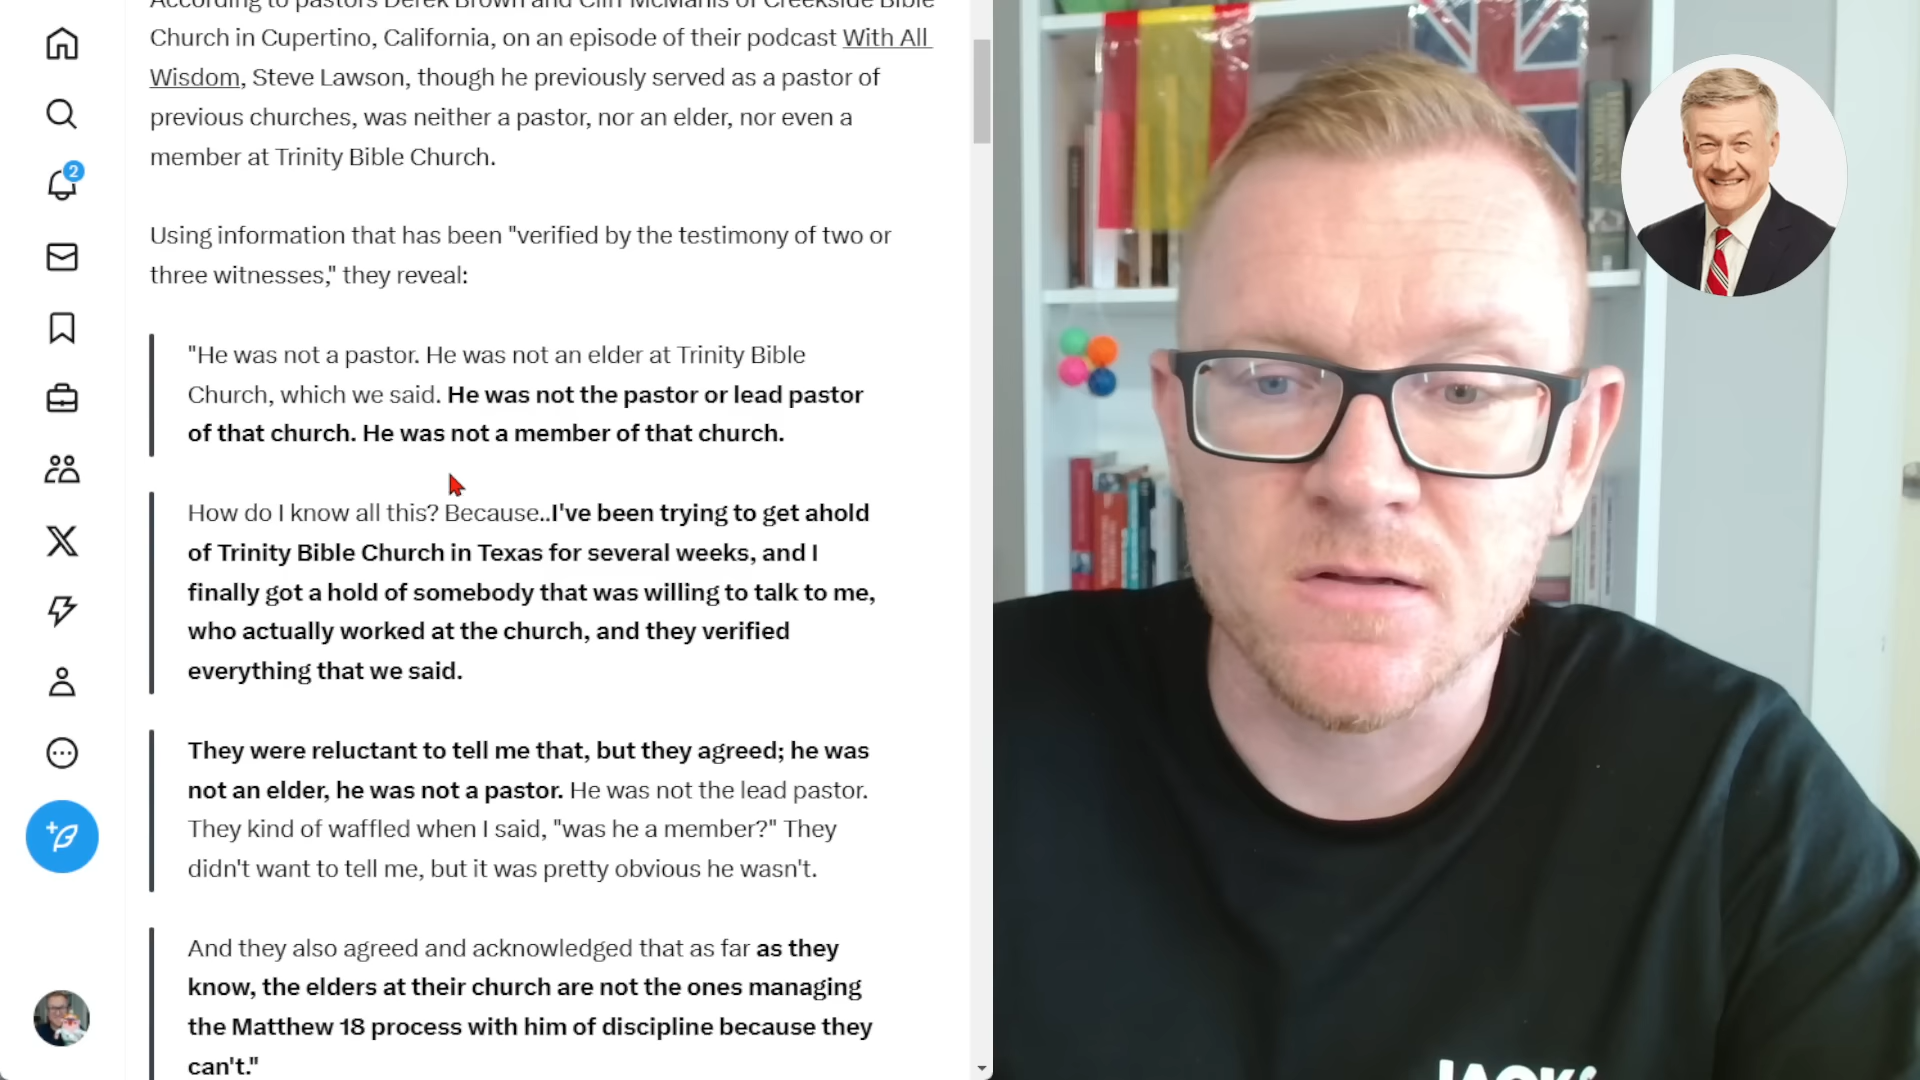 According to pastors Derek Brown and Cliff McManis of Creekside Bible
Church in Cupertino, California, on an episode of their podcast With All
Wisdom, Steve Lawson, though he previously served as a pastor of
previous churches, was neither a pastor, nor an elder, nor even a
member at Trinity Bible Church.
2
Using information that has been "verified by the testimony of two or
three witnesses," they reveal:
"He was not a pastor. He was not an elder at Trinity Bible
Church, which we said. He was not the pastor or lead pastor
of that church. He was not a member of that church.
How do I know all this? Because..I've been trying to get ahold
of Trinity Bible Church in Texas for several weeks, and I
finally got a hold of somebody that was willing to talk to me,
who actually worked at the church, and they verified
everything that we said.
They were reluctant to tell me that, but they agreed; he was
not an elder, he was not a pastor. He was not the lead pastor.
They kind of waffled when I said, "was he a member?" They
didn't want to tell me, but it was pretty obvious he wasn't.
And they also agreed and acknowledged that as far as they
know, the elders at their church are not the ones managing
the Matthew 18 process with him of discipline because they
can't."